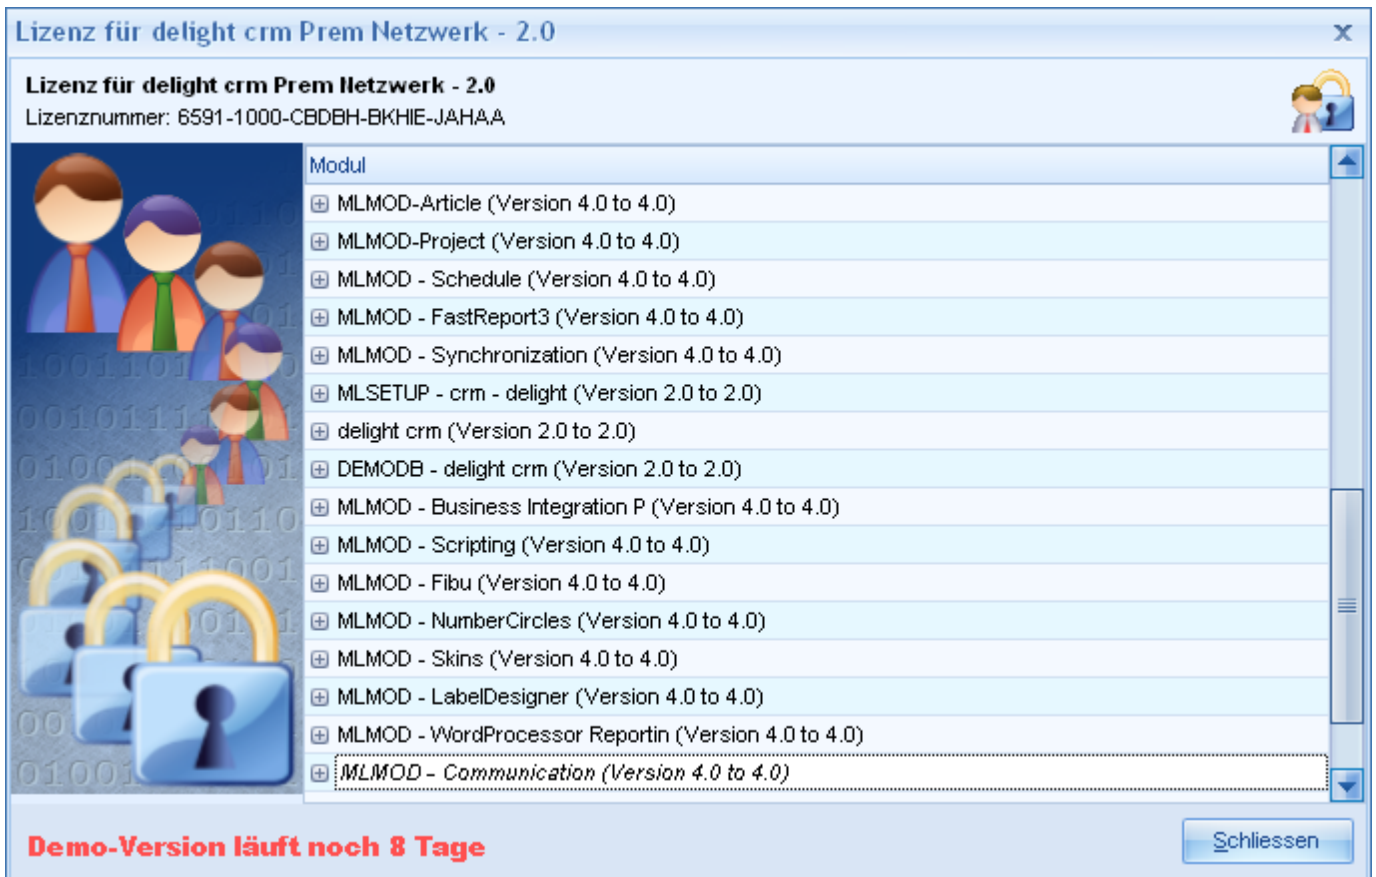 Lizenz für delight crm Prem Netzwerk - 2.0
Lizenz für delight crm Prem Netzwerk - 2.0
Lizenznummer: 6591-1000-CBDBH-BKHIE-JAHAA
Modul
MLMOD-Article (Version 4.0 to 4.0)
MLMOD-Project (Version 4.0 to 4.0)
MLMOD - Schedule (Version 4.0 to 4.0)
MLMOD - FastReport3 (Version 4.0 to 4.0)
MLMOD - Synchronization (Version 4.0 to 4.0)
MLSETUP - crm - delight (Version 2.0 to 2.0)
delight crm (Version 2.0 to 2.0)
DEMODB - delight crm (Version 2.0 to 2.0)
MLMOD - Business Integration P (Version 4.0 to 4.0)
MLMOD - Scripting (Version 4.0 to 4.0)
MLMOD - Fibu (Version 4.0 to 4.0)
MLMOD - NumberCircles (Version 4.0 to 4.0)
MLMOD - Skins (Version 4.0 to 4.0)
MLMOD - LabelDesigner (Version 4.0 to 4.0)
MLMOD - WordProcessor Reportin (Version 4.0 to 4.0)
MLMOD - Communication (Version 4.0 to 4.0)
Demo-Version läuft noch 8 Tage
Schliessen